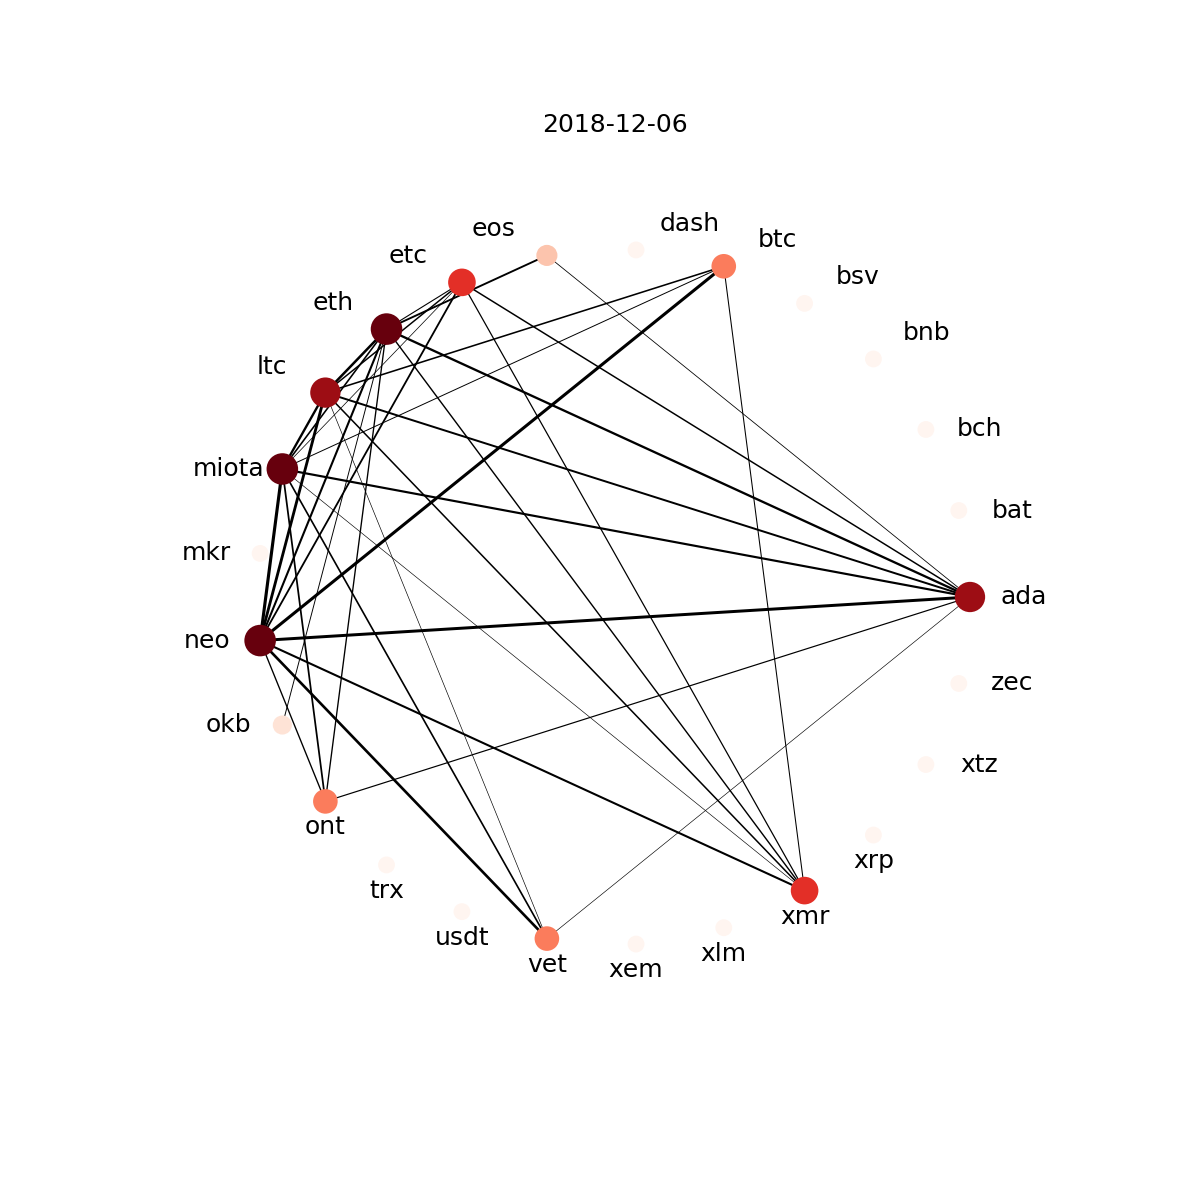 2018-12-06
dash
eos
btc
etc
bsv
eth
bnb
ltc
bch
miota
bat
mkr
ada
neo
zec
okb
xtz
ont
xrp
trx
xmr
usdt
xlm
vet
xem